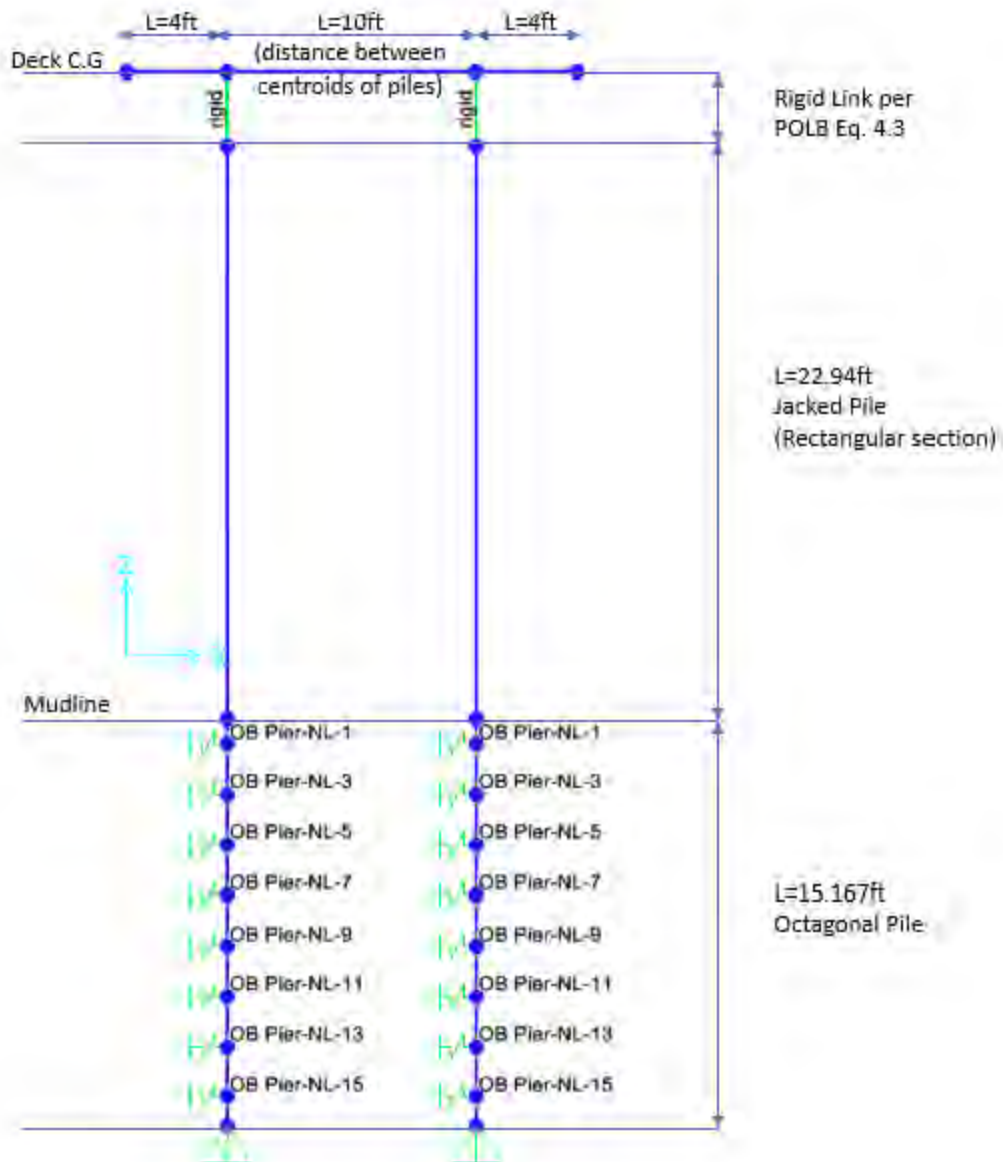 L=4ft
L=10ft
L=4ft
Deck C.G
(distance between
centroids of piles)
rigid
rigid
Rigid Link per
POLB Eq. 4.3
L=22.94ft
Jacked Pile
(Rectangular section)
Z
Mudline
OB Pier-NL-1
OB Pier-NL-1
OB Pier-NL-3
OB Pier-NL-3
OB Pier-NL-5
OB Pier-NL-5
OB Pier-NL-7
OB Pier-NL-7
OB Pier-NL-9
OB Pier-NL-9
L=15.167ft
Octagonal Pile
OB Pier-NL-11
OB Pier-NL-11
OB Pier-NL-13
OB Pier-NL-13
OB Pier-NL-15
OB Pier-NL-15